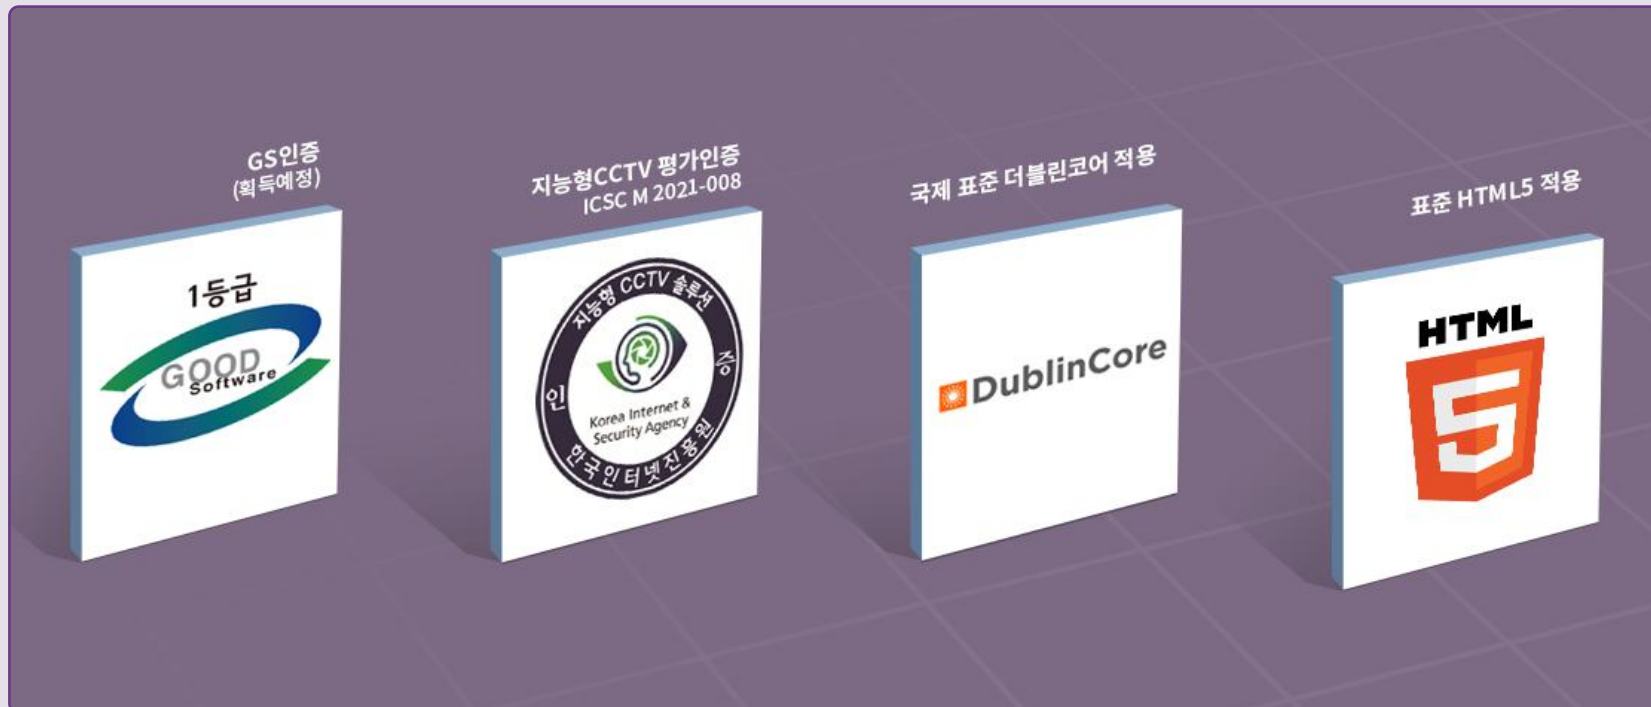 GS인증
(획득예정)
1등급
GOOD
Software
지능형CCTV 평가인증
ICSC M 2021-008
지능형 CCTV 솔루션
인
증
Korea Internet &
Security Agency
한국인터넷진흥원
국제 표준 더블린코어 적용
DublinCore
표준 HTML5 적용
HTML
5